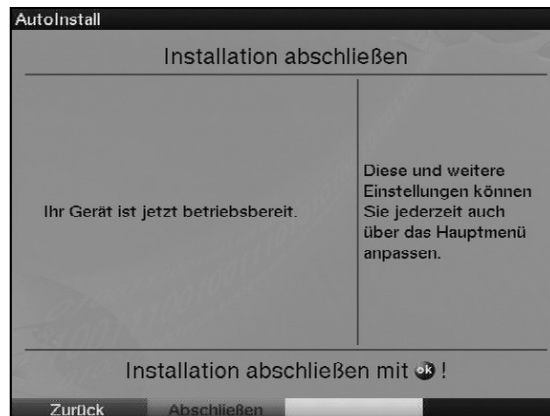 AutoInstall
Installation abschließen
Ihr Gerät ist jetzt betriebsbereit.
Diese und weitere
Einstellungen können
Sie jederzeit auch
über das Hauptmenü
anpassen.
Installation abschließen mit ok !
Zurück
Abschließen